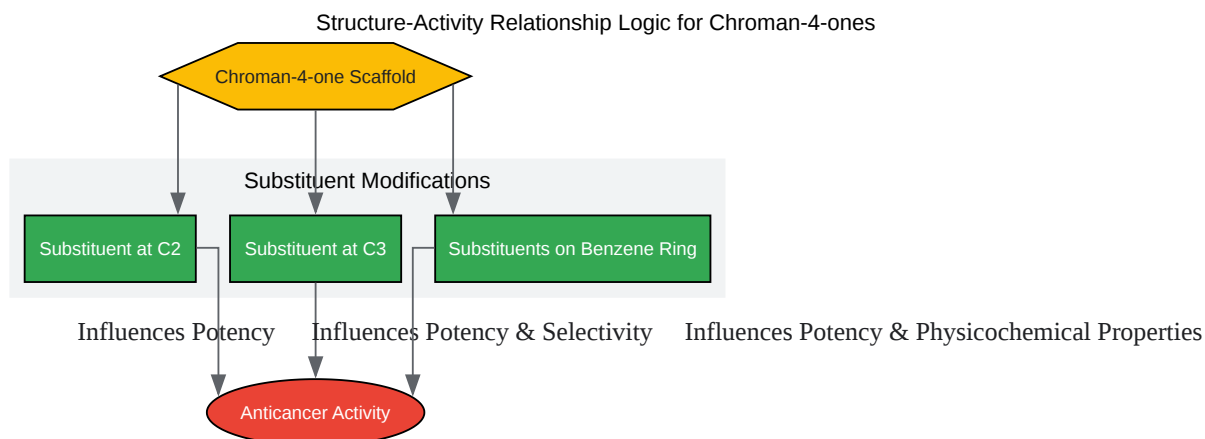 Structure-Activity Relationship Logic for Chroman-4-ones
Chroman-4-one Scaffold
Substituent Modifications
Substituent at C2
Substituent at C3
Substituents on Benzene Ring
Influences Potency
Influences Potency & Selectivity
Influences Potency & Physicochemical Properties
Anticancer Activity